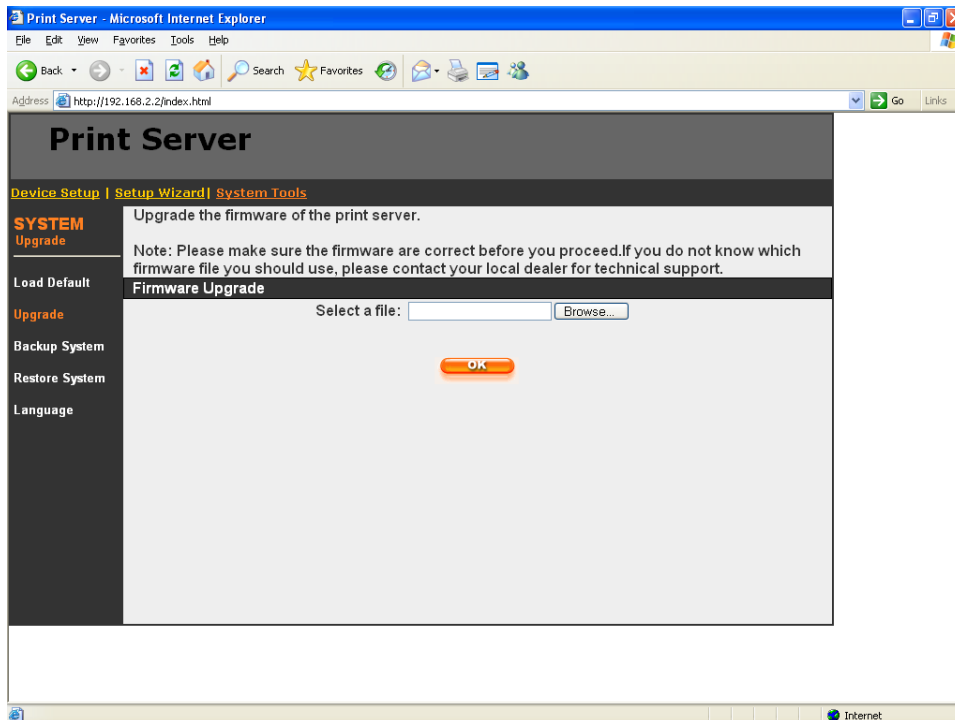 Print Server - Microsoft Internet Explorer
File Edit View Favorites Tools Help
Back Search Favorites
Address http://192.168.2.2/index.html Go Links
Print Server
Device Setup | Setup Wizard| System Tools
SYSTEM
Upgrade
Load Default
Upgrade
Backup System
Restore System
Language
Upgrade the firmware of the print server.
Note: Please make sure the firmware are correct before you proceed.If you do not know which
firmware file you should use, please contact your local dealer for technical support.
Firmware Upgrade
Select a file: Browse...
OK
Internet